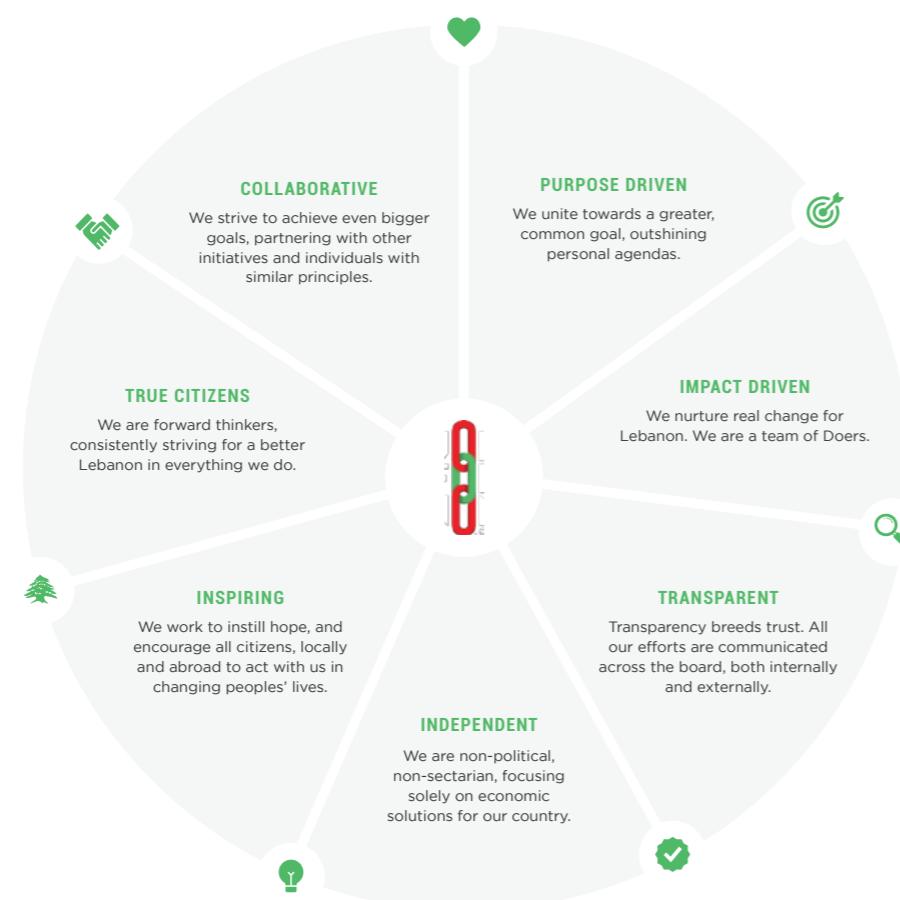 COLLABORATIVE
We strive to achieve even bigger
goals, partnering with other
initiatives and individuals with
similar principles.
PURPOSE DRIVEN
We unite towards a greater,
common goal, outshining
personal agendas.
TRUE CITIZENS
We are forward thinkers,
consistently striving for a better
Lebanon in everything we do.
IMPACT DRIVEN
We nurture real change for
Lebanon. We are a team of Doers.
INSPIRING
We work to instill hope, and
encourage all citizens, locally
and abroad to act with us in
changing peoples’ lives.
TRANSPARENT
Transparency breeds trust. All
our efforts are communicated
across the board, both internally
and externally.
INDEPENDENT
We are non-political,
non-sectarian, focusing
solely on economic
solutions for our country.